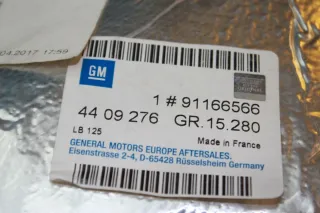 04.2017 17:59
GM
1 # 91166566
44 09 276 GR.15.280
Made in France
LB 125
GENERAL MOTORS EUROPE AFTERSALES.
Eisenstrasse 2-4, D-65428 Rüsselsheim Germany